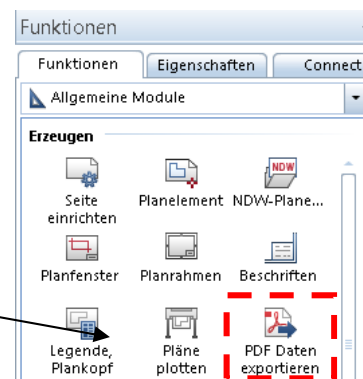 Funktionen
Funktionen Eigenschaften Connect
Allgemeine Module
Erzeugen
NDW
Seite Planelement NDW-Plane...
einrichten
Planfenster Planrahmen Beschriften
Legende, Pläne PDF Daten
Plankopf plotten exportieren